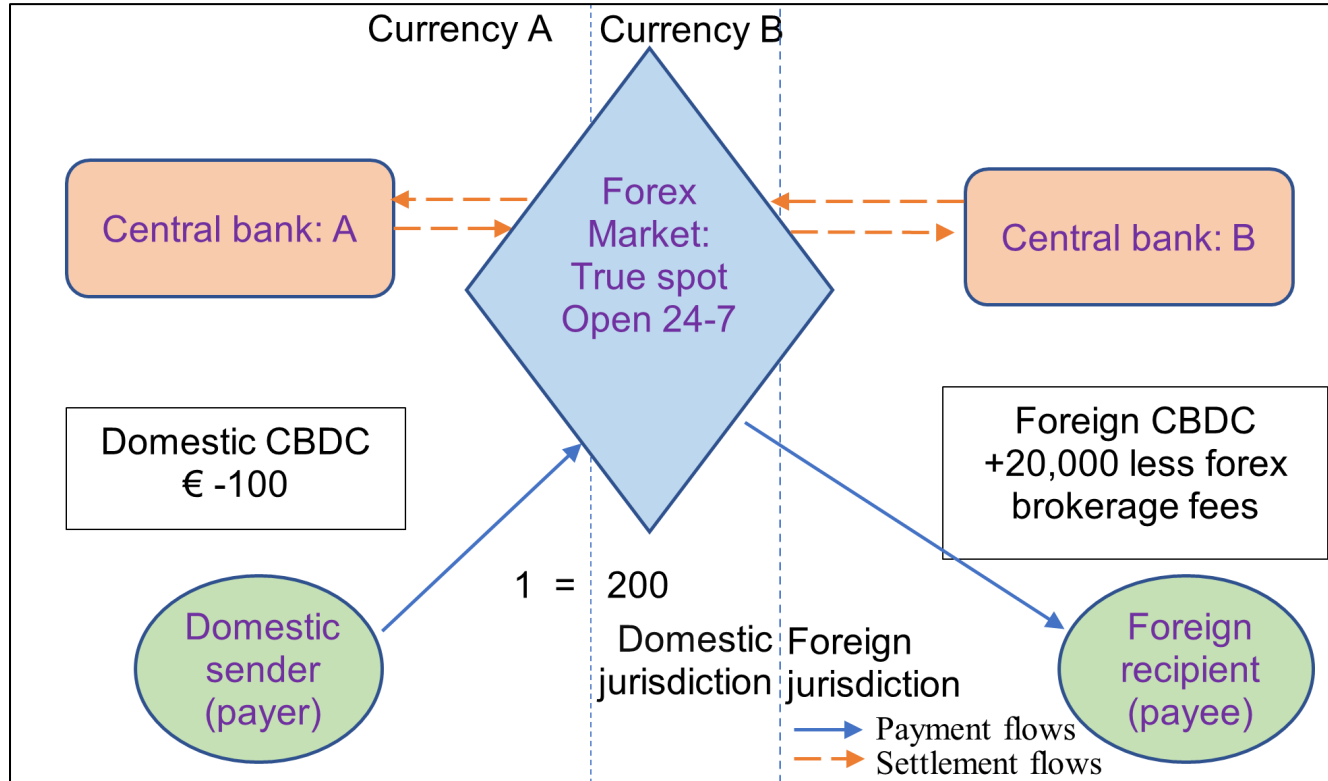 Currency A
Currency B
Central bank: A
Forex
Market:
True spot
Open 24-7
Central bank: B
Domestic CBDC
€ -100
Foreign CBDC
+20,000 less forex
brokerage fees
1 = 200
Domestic
jurisdiction
Foreign
jurisdiction
Domestic
sender
(payer)
Foreign
recipient
(payee)
Payment flows
Settlement flows